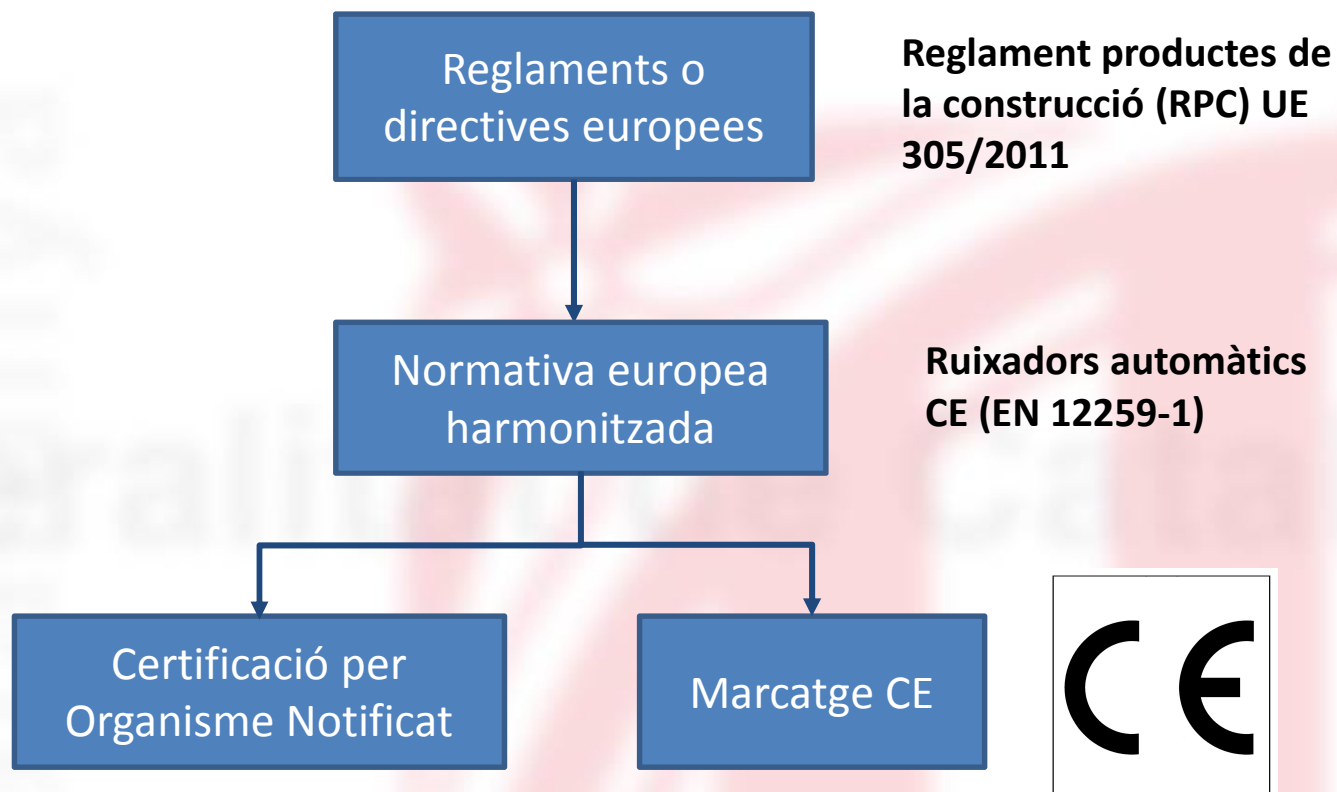 Reglaments o
directives europees
Reglament productes de
la construcció (RPC) UE
305/2011
Normativa europea
harmonitzada
Ruixadors automàtics
CE (EN 12259-1)
Certificació per
Organisme Notificat
Marcatge CE
CE